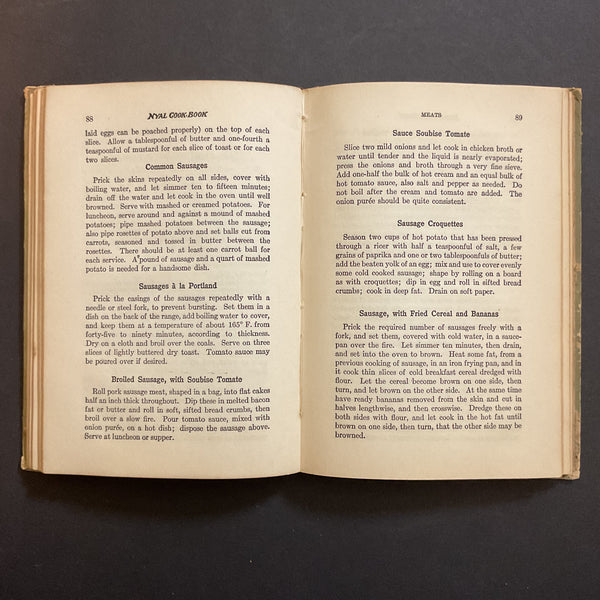 88 NYAL COOK-BOOK
laid eggs can be poached properly) on the top of each
slice. Allow a tablespoonful of butter and one-fourth a
teaspoonful of mustard for each slice of toast or for each
two slices.
Common Sausages
Prick the skins repeatedly on all sides, cover with
boiling water, and let simmer ten to fifteen minutes;
drain off the water and let cook in the oven until well
browned. Serve with mashed or creamed potatoes. For
luncheon, serve around and against a mound of mashed
potatoes; pipe mashed potatoes between the sausage;
also pipe rosettes of potato above and set balls cut from
carrots, seasoned and tossed in butter between the
rosettes. There should be at least one carrot ball for
each service. A pound of sausage and a quart of mashed
potato is needed for a handsome dish.
Sausages à la Portland
Prick the casings of the sausages repeatedly with a
needle or steel fork, to prevent bursting. Set them in a
dish on the back of the range, add boiling water to cover,
and keep them at a temperature of about 165° F. from
forty-five to ninety minutes, according to thickness.
Dry on a cloth and broil over the coals. Serve on three
slices of lightly buttered dry toast. Tomato sauce may
be poured over if desired.
Broiled Sausage, with Soubise Tomate
Roll pork sausage meat, shaped in a bag, into flat cakes
half an inch thick throughout. Dip these in melted bacon
fat or butter and roll in soft, sifted bread crumbs, then
broil over a slow fire. Pour tomato sauce, mixed with
onion purée, on a hot dish; dispose the sausage above.
Serve at luncheon or supper.
MEATS 89
Sauce Soubise Tomate
Slice two mild onions and let cook in chicken broth or
water until tender and the liquid is nearly evaporated;
press the onions and broth through a very fine sieve.
Add one-half the bulk of hot cream and an equal bulk of
hot tomato sauce, also salt and pepper as needed. Do
not boil after the cream and tomato are added. The
onion purée should be quite consistent.
Sausage Croquettes
Season two cups of hot potato that has been pressed
through a ricer with half a teaspoonful of salt, a few
grains of paprika and one or two tablespoonfuls of butter;
add the beaten yolk of an egg; mix and use to cover evenly
some cold cooked sausage; shape by rolling on a board
as with croquettes; dip in egg and roll in sifted bread
crumbs; cook in deep fat. Drain on soft paper.
Sausage, with Fried Cereal and Bananas
Prick the required number of sausages freely with a
fork, and set them, covered with cold water, in a sauce-
pan over the fire. Let simmer ten minutes, then drain,
and set into the oven to brown. Heat some fat, from a
previous cooking of sausage, in an iron frying pan, and in
it cook thin slices of cold breakfast cereal dredged with
flour. Let the cereal become brown on one side, then
turn, and let brown on the other side. At the same time
have ready bananas removed from the skin and cut in
halves lengthwise, and then crosswise. Dredge these on
both sides with flour, and let cook in the hot fat until
brown on one side, then turn, that the other side may be
browned.